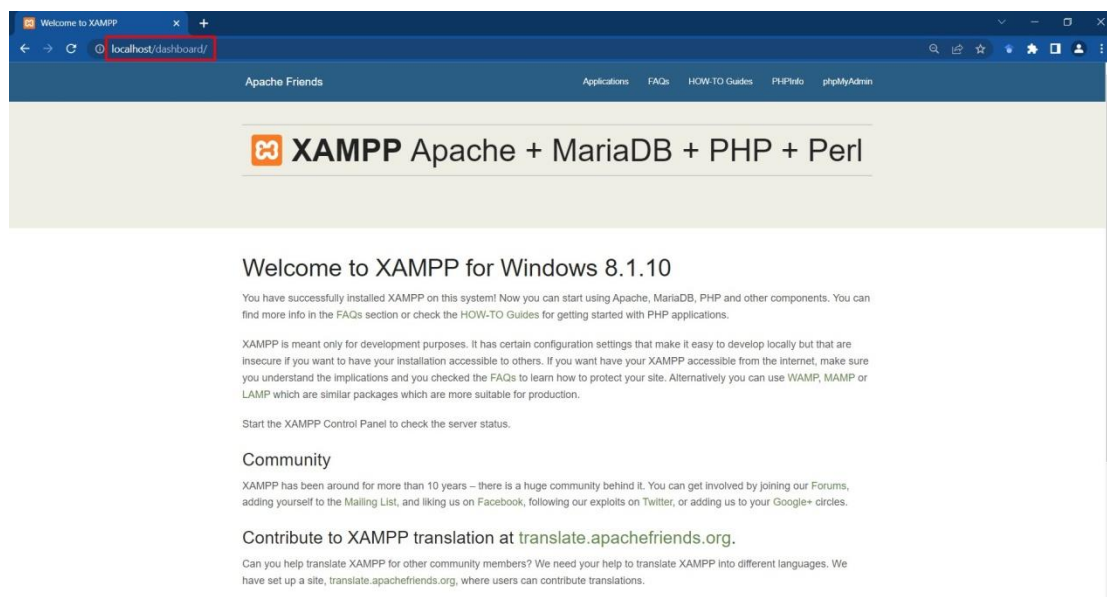 Welcome to XAMPP
localhost/dashboard/
Apache Friends
Applications FAQs HOW-TO Guides PHPInfo phpMyAdmin
XAMPP Apache + MariaDB + PHP + Perl
Welcome to XAMPP for Windows 8.1.10
You have successfully installed XAMPP on this system! Now you can start using Apache, MariaDB, PHP and other components. You can
find more info in the FAQs section or check the HOW-TO Guides for getting started with PHP applications.
XAMPP is meant only for development purposes. It has certain configuration settings that make it easy to develop locally but that are
insecure if you want to have your installation accessible to others. If you want have your XAMPP accessible from the internet, make sure
you understand the implications and you checked the FAQs to learn how to protect your site. Alternatively you can use WAMP, MAMP or
LAMP which are similar packages which are more suitable for production.
Start the XAMPP Control Panel to check the server status.
Community
XAMPP has been around for more than 10 years – there is a huge community behind it. You can get involved by joining our Forums,
adding yourself to the Mailing List, and liking us on Facebook, following our exploits on Twitter, or adding us to your Google+ circles.
Contribute to XAMPP translation at translate.apachefriends.org.
Can you help translate XAMPP for other community members? We need your help to translate XAMPP into different languages. We
have set up a site, translate.apachefriends.org, where users can contribute translations.